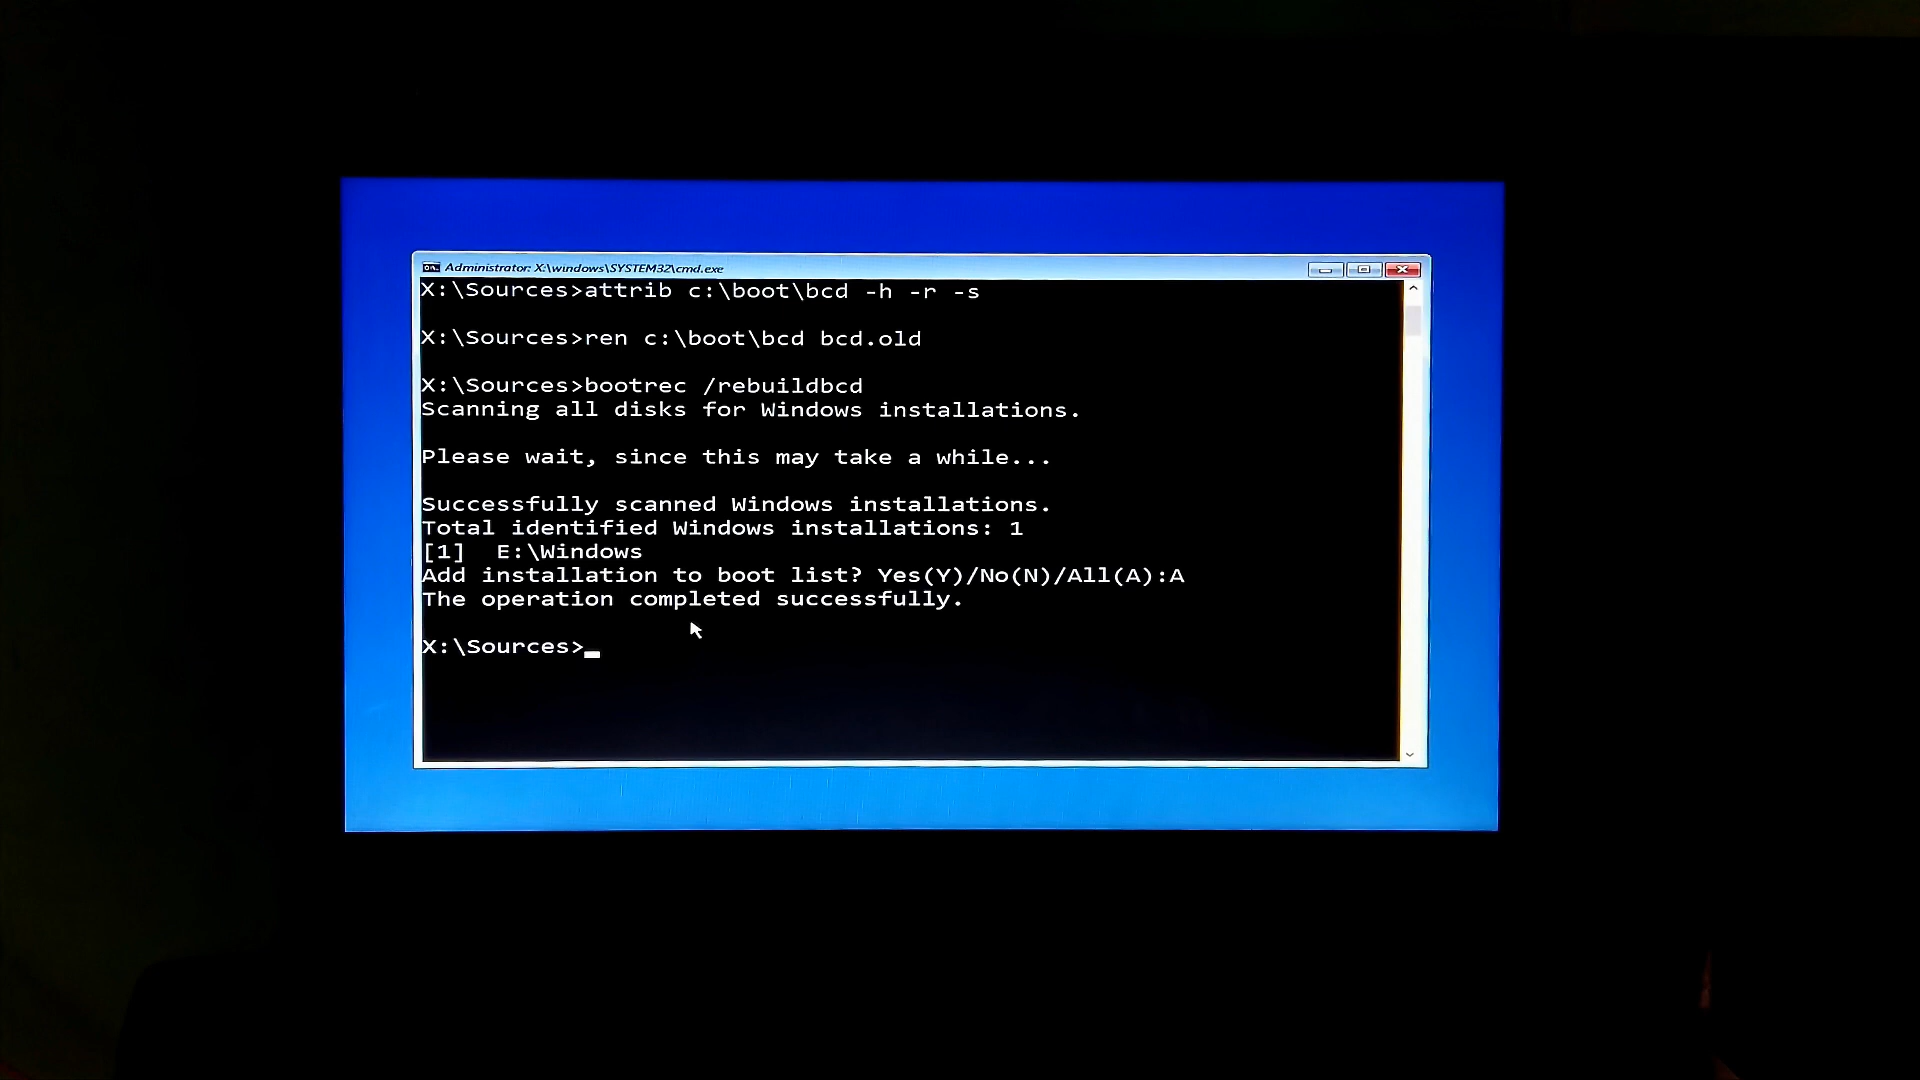 Administrator: X:\windows\SYSTEM32\cmd.exe
X:\Sources>attrib c:\boot\bcd -h -r -s
X:\Sources>ren c:\boot\bcd bcd.old
X:\Sources>bootrec /rebuildbcd
Scanning all disks for Windows installations.
Please wait, since this may take a while...
Successfully scanned Windows installations.
Total identified Windows installations: 1
[1]  E:\Windows
Add installation to boot list? Yes(Y)/No(N)/All(A):A
The operation completed successfully.
X:\Sources>